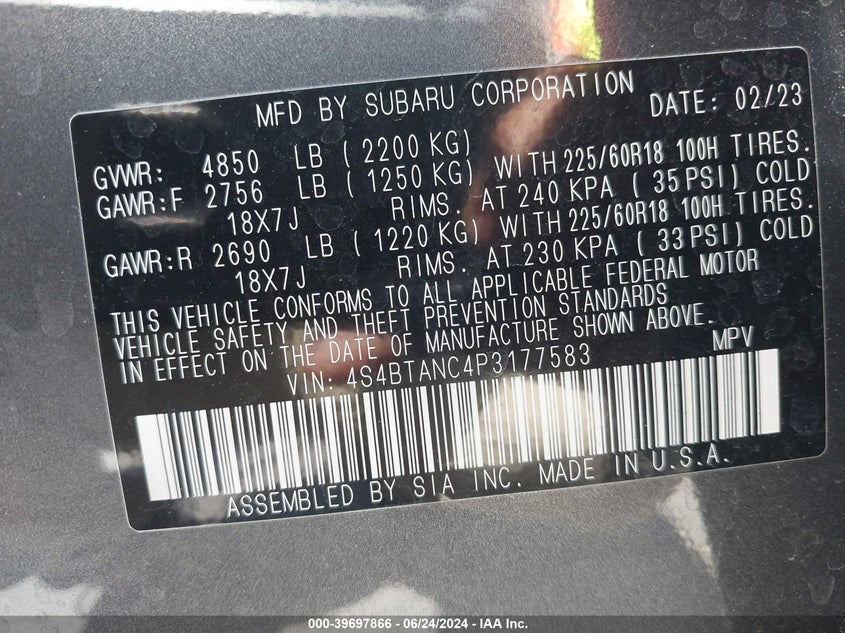 MFD BY SUBARU CORPORATION DATE: 02/23
GVWR: 4850 LB ( 2200 KG)
GAWR:F 2756 LB ( 1250 KG) WITH 225/60R18 100H TIRES.
18X7J RIMS. AT 240 KPA ( 35 PSI) COLD
GAWR:R 2690 LB ( 1220 KG) WITH 225/60R18 100H TIRES.
18X7J RIMS. AT 230 KPA ( 33 PSI) COLD
THIS VEHICLE CONFORMS TO ALL APPLICABLE FEDERAL MOTOR
VEHICLE SAFETY AND THEFT PREVENTION STANDARDS
IN EFFECT ON THE DATE OF MANUFACTURE SHOWN ABOVE.
VIN: 4S4BTANC4P3177583 MPV
ASSEMBLED BY SIA INC. MADE IN U.S.A.
000-39697866 - 06/24/2024 - IAA Inc.